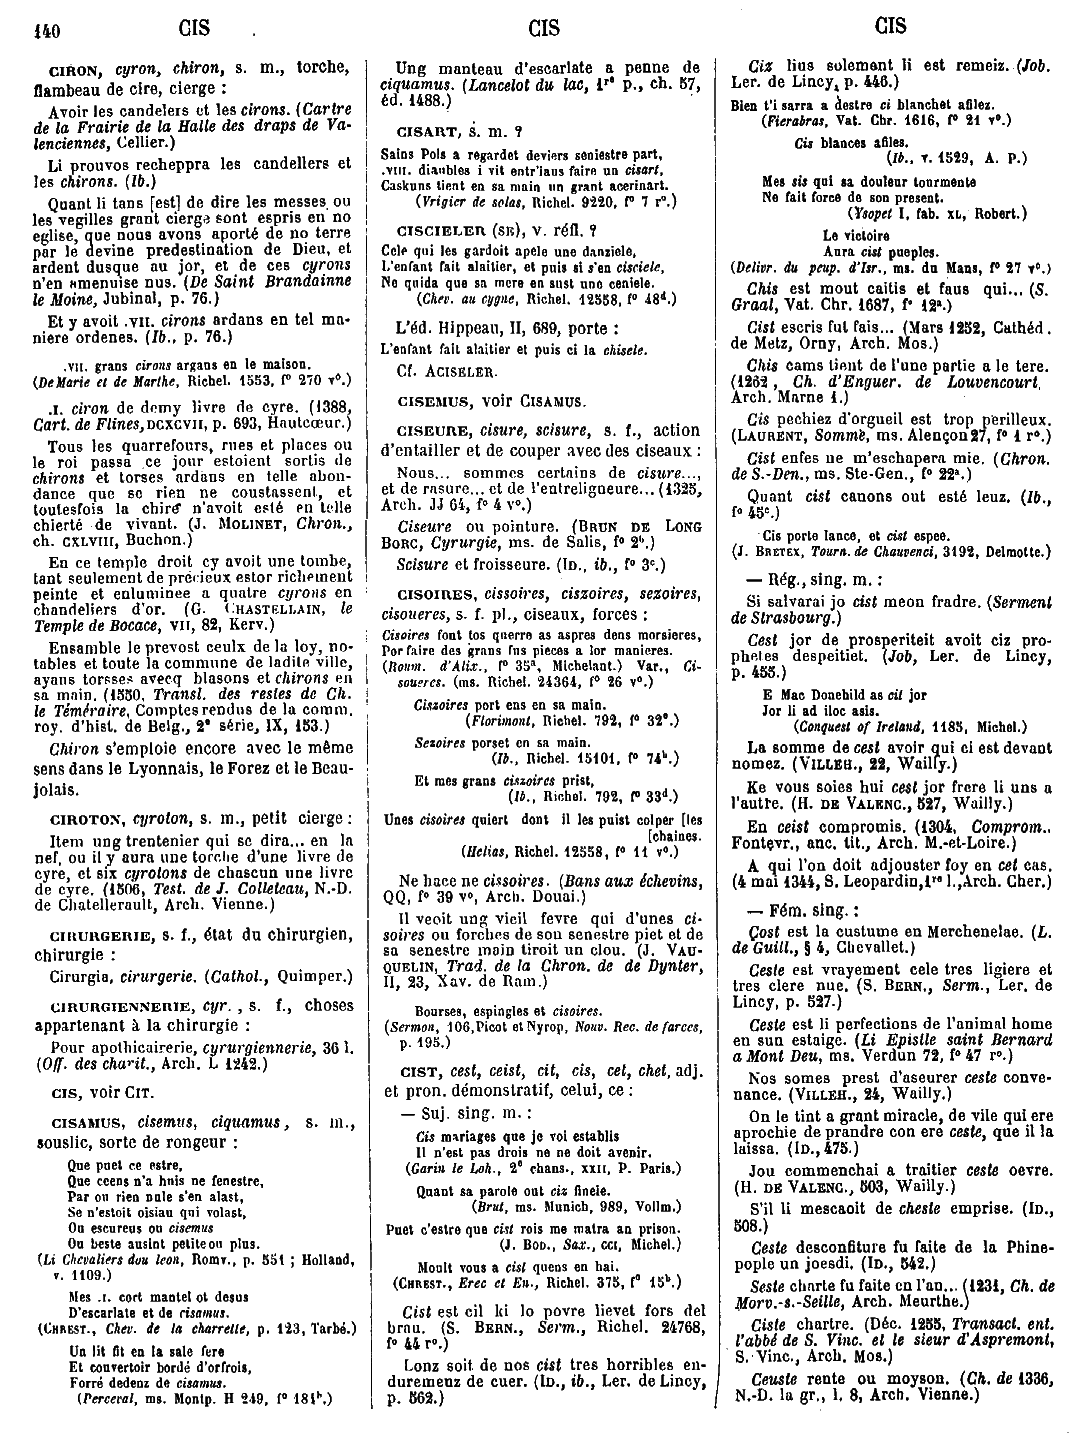 140 CIS CIS CIS
CIRON, cyron, chiron, s. m., torche,
flambeau de cire, cierge :
Avoir les candelers et les cirons. (Cartre
de la Frairie de la Halle des draps de Va-
lenciennes, Cellier.)
Li prouvos recheppra les candellers et
les chirons. (Ib.)
Quant li tans [est] de dire les messes ou
les vegilles grant cierge sont espris en no
eglise, que nous avons aporté de no terre
par le devine predestination de Dieu, et
ardent dusque au jor, et de ces cyrons
n'en amenuise nus. (De Saint Brandainne
le Moine, Jubinal, p. 76.)
Et y avoit .VII. cirons ardans en tel ma-
niere ordenes. (Ib., p. 76.)
.VII. grans cirons argans en le maison.
(De Marie et de Marthe, Richel. 1553, f° 270 v°.)
.I. ciron de demy livre de cyre. (1388,
Cart. de Flines, DCXCVII, p. 693, Hautcœur.)
Tous les quarrefours, rues et places ou
le roi passa ce jour estoient sortis de
chirons et torses ardans en telle abon-
dance que se rien ne coustassent, et
toutesfois la chire n'avoit esté en telle
chierté de vivant. (J. MOLINET, Chron.,
ch. CXLVIII, Buchon.)
En ce temple droit cy avoit une tombe,
tant seulement de precieux estor richement
peinte et enluminee a quatre cyrons en
chandeliers d'or. (G. CHASTELLAIN, le
Temple de Bocace, VII, 82, Kerv.)
Ensamble le prevost ceulx de la loy, no-
tables et toute la commune de ladite ville,
ayans torsses avecq blasons et chirons en
sa main. (1550, Transl. des restes de Ch.
le Téméraire, Comptes rendus de la comm.
roy. d'hist. de Belg., 2e série, IX, 153.)
Chiron s'emploie encore avec le même
sens dans le Lyonnais, le Forez et le Beau-
jolais.
CIROTON, cyroton, s. m., petit cierge :
Item ung trentenier qui se dira... en la
nef, ou il y aura une torche d'une livre de
cyre, et six cyrotons de chascun une livre
de cyre. (1506, Test. de J. Colleteau, N.-D.
de Chatellerault, Arch. Vienne.)
CIRURGERIE, s. f., état du chirurgien,
chirurgie :
Cirurgia, cirurgerie. (Cathol., Quimper.)
CIRURGIENNERIE, cyr. , s. f., choses
appartenant à la chirurgie :
Pour apothicairerie, cyrurgiennerie, 36 l.
(Off. des charit., Arch. L 1242.)
CIS, voir CIT.
CISAMUS, cisemus, ciquamus, s. m.,
souslic, sorte de rongeur :
Que puet ce estre,
Que ceens n'a huis ne fenestre,
Par ou rien nule s'en alast,
Se n'estoit oisiau qui volast,
Ou escureus ou cisemus
Ou beste ausint petite ou plus.
(Li Chevaliers dou leon, Romv., p. 551 ; Holland,
v. 1109.)
Mes .I. cort mantel ot desus
D'escarlate et de cisamus.
(CHREST., Chev. de la charrette, p. 123, Tarbé.)
Un lit fit en la sale fere
Et convertoir bordé d'orfrois,
Forré dedenz de cisamus.
(Perceval, ms. Montp. H 249, f° 181b.)
Ung manteau d'escarlate a penne de
ciquamus. (Lancelot du lac, 1re p., ch. 57,
éd. 1488.)
CISART, s. m. ?
Sains Pols a regardet deviers seniestre part,
.VIII. diaubles i vit entr'iaus faire un cisart,
Caskuns tient en sa main un grant acerinart.
(Vrigier de solas, Richel. 9220, f° 7 r°.)
CISCIELER (SE), v. réfl. ?
Cele qui les gardoit apele une danziele,
L'enfant fait alaitier, et puis si s'en cisciele,
Ne quida que sa mere en sust une ceniele.
(Chev. au cygne, Richel. 12558, f° 48d.)
L'éd. Hippeau, II, 689, porte :
L'enfant fait alaitier et puis ci la chisele.
Cf. ACISELER.
CISEMUS, voir CISAMUS.
CISEURE, cisure, scisure, s. f., action
d'entailler et de couper avec des ciseaux :
Nous... sommes certains de cisure...,
et de rasure... et de l'entreligneure... (1325,
Arch. JJ 64, f° 4 v°.)
Ciseure ou pointure. (BRUN DE LONG
BORC, Cyrurgie, ms. de Salis, f° 2b.)
Scisure et froisseure. (ID., ib., f° 3c.)
CISOIRES, cissoires, ciszoires, sezoires,
cisoueres, s. f. pl., ciseaux, forces :
Cisoires font tos querre as aspres dens morsieres,
Por faire des grans fus pieces a lor manieres.
(Roum. d'Alix., f° 35a, Michelant.) Var., Ci-
soueres. (ms. Richel. 24364, f° 26 v°.)
Ciszoires port ens en sa main.
(Florimont, Richel. 792, f° 32e.)
Sezoires porset en sa main.
(Ib., Richel. 15101, f° 74b.)
Et mes grans ciszoires prist,
(Ib., Richel. 792, f° 33d.)
Unes cisoires quiert dont il les puist colper [les
[chaines.
(Helias, Richel. 12558, f° 11 v°.)
Ne hace ne cissoires. (Bans aux échevins,
QQ, f° 39 v°, Arch. Douai.)
Il veoit ung vieil fevre qui d'unes ci-
soires ou forches de son senestre piet et de
sa senestre main tiroit un clou. (J. VAU-
QUELIN, Trad. de la Chron. de de Dynter,
II, 23, Xav. de Ram.)
Bourses, espingles et cisoires.
(Sermon, 106, Picot et Nyrop, Nouv. Rec. de farces,
p. 195.)
CIST, cest, ceist, cit, cis, cet, chet, adj.
et pron. démonstratif, celui, ce :
— Suj. sing. m. :
Cis mariages que je voi establis
Il n'est pas drois ne ne doit avenir.
(Garin le Loh., 2e chans., XXII, P. Paris.)
Quant sa parole out ciz finele.
(Brut, ms. Munich, 989, Vollm.)
Puet c'estre que cist rois me matra an prison.
(J. BOD., Sax., CCI, Michel.)
Moult vous a cist quens en hai.
(CHREST., Erec et En., Richel. 375, f° 15b.)
Cist est cil ki lo povre lievet fors del
brau. (S. BERN., Serm., Richel. 24768,
f° 44 r°.)
Lonz soit de nos cist tres horribles en-
duremenz de cuer. (ID., ib., Ler. de Lincy,
p. 562.)
Ciz lius solement li est remeiz. (Job.
Ler. de Lincy, p. 446.)
Bien t'i sarra a destre ci blanchet afilez.
(Fierabras, Vat. Chr. 1616, f° 21 v°.)
Cis blances afiles.
(Ib., v. 1529, A. P.)
Mes sis qui sa douleur tourmente
Ne fait force de son present.
(Ysopet I, fab. XL, Robert.)
Le victoire
Aura cist pueples.
(Delivr. du peup. d'Isr., ms. du Mans, f° 27 v°.)
Chis est mout caitis et faus qui... (S.
Graal, Vat. Chr. 1687, f° 12a.)
Cist escris fut fais... (Mars 1252, Cathéd.
de Metz, Orny, Arch. Mos.)
Chis cams tient de l'une partie a le tere.
(1262, Ch. d'Enguer. de Louvencourt,
Arch. Marne 1.)
Cis pechiez d'orgueil est trop perilleux.
(LAURENT, Somme, ms. Alençon 27, f° 1 r°.)
Cist enfes ne m'eschapera mie. (Chron.
de S.-Den., ms. Ste-Gen., f° 22a.)
Quant cist canons out esté leuz. (Ib.,
f° 45c.)
Cis porte lance, et cist espee.
(J. BRETEX, Tourn. de Chauvenci, 3192, Delmotte.)
— Rég., sing. m. :
Si salvarai jo cist meon fradre. (Serment
de Strasbourg.)
Cest jor de prosperiteit avoit ciz pro-
phetes despeitiet. (Job, Ler. de Lincy,
p. 455.)
E Mac Donehild as cil jor
Jor li ad iloc asis.
(Conquest of Ireland, 1185, Michel.)
La somme de cest avoir qui ci est devant
nomez. (VILLEH., 22, Wailly.)
Ke vous soies hui cest jor frere li uns a
l'autre. (H. DE VALENC., 527, Wailly.)
En ceist compromis. (1304, Comprom.,
Fontevr., anc. tit., Arch. M.-et-Loire.)
A qui l'on doit adjouster foy en cet cas.
(4 mai 1344, S. Leopardin, 1re l., Arch. Cher.)
— Fém. sing. :
Çost est la custume en Merchenelae. (L.
de Guill., § 4, Chevallet.)
Ceste est vrayement cele tres ligiere et
tres clere nue. (S. BERN., Serm., Ler. de
Lincy, p. 527.)
Ceste est li perfections de l'animal home
en sun estaige. (Li Epistle saint Bernard
a Mont Deu, ms. Verdun 72, f° 47 r°.)
Nos somes prest d'aseurer ceste conve-
nance. (VILLEH., 24, Wailly.)
On le tint a grant miracle, de vile qui ere
aprochie de prandre con ere ceste, que il la
laissa. (ID., 475.)
Jou commenchai a traitier ceste oevre.
(H. DE VALENC., 503, Wailly.)
S'il li mescaoit de cheste emprise. (ID.,
508.)
Ceste desconfiture fu faite de la Phine-
pople un joesdi. (ID., 542.)
Seste charte fu faite en l'an... (1231, Ch. de
Morv.-s.-Seille, Arch. Meurthe.)
Ciste chartre. (Déc. 1255, Transact. ent.
l'abbé de S. Vinc. et le sieur d'Aspremont,
S. Vinc., Arch. Mos.)
Ceuste rente ou moyson. (Ch. de 1336,
N.-D. la gr., l. 8, Arch. Vienne.)